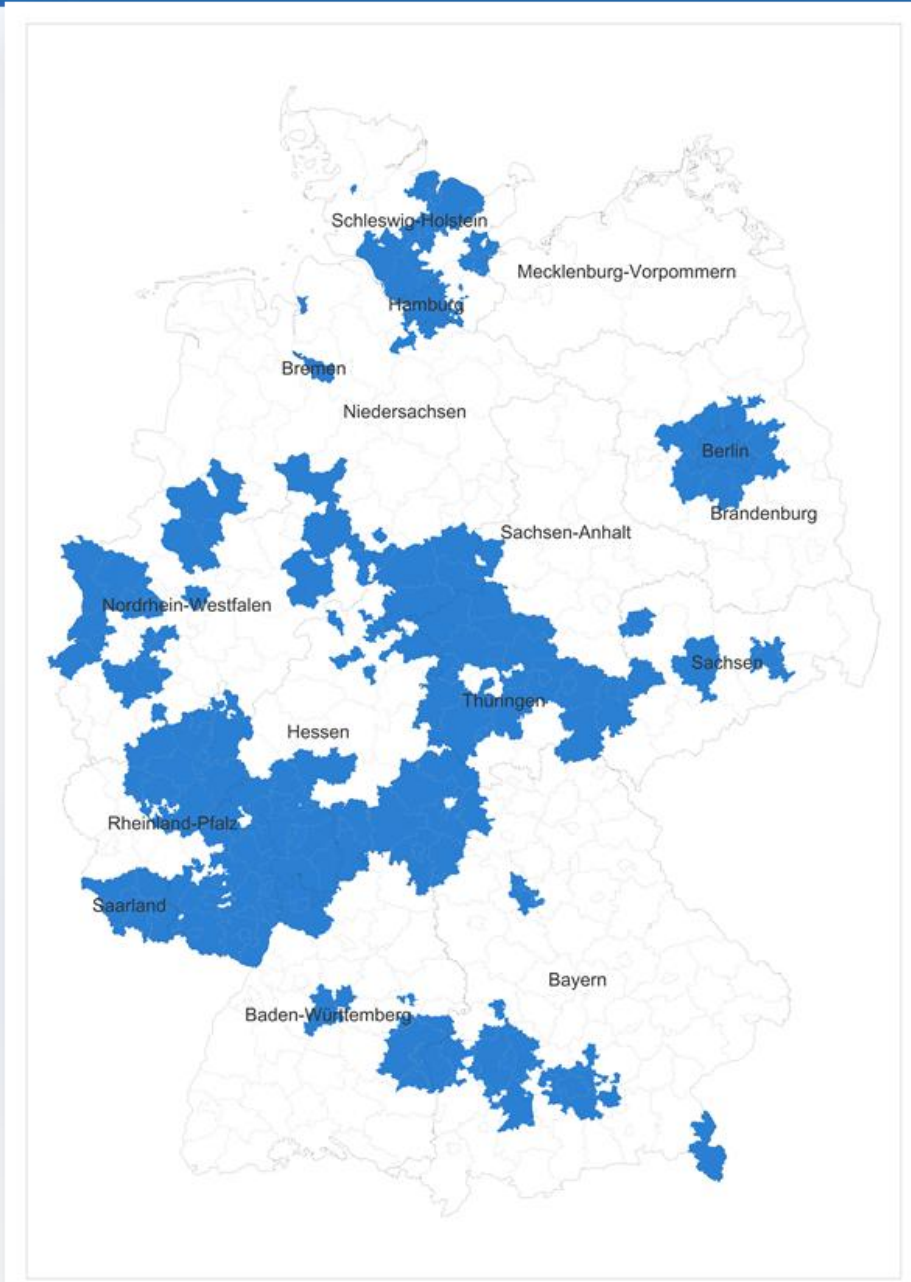 Schleswig-Holstein
Mecklenburg-Vorpommern
Hamburg
Bremen
Niedersachsen
Berlin
Brandenburg
Sachsen-Anhalt
Nordrhein-Westfalen
Sachsen
Thüringen
Hessen
Rheinland-Pfalz
Saarland
Bayern
Baden-Württemberg